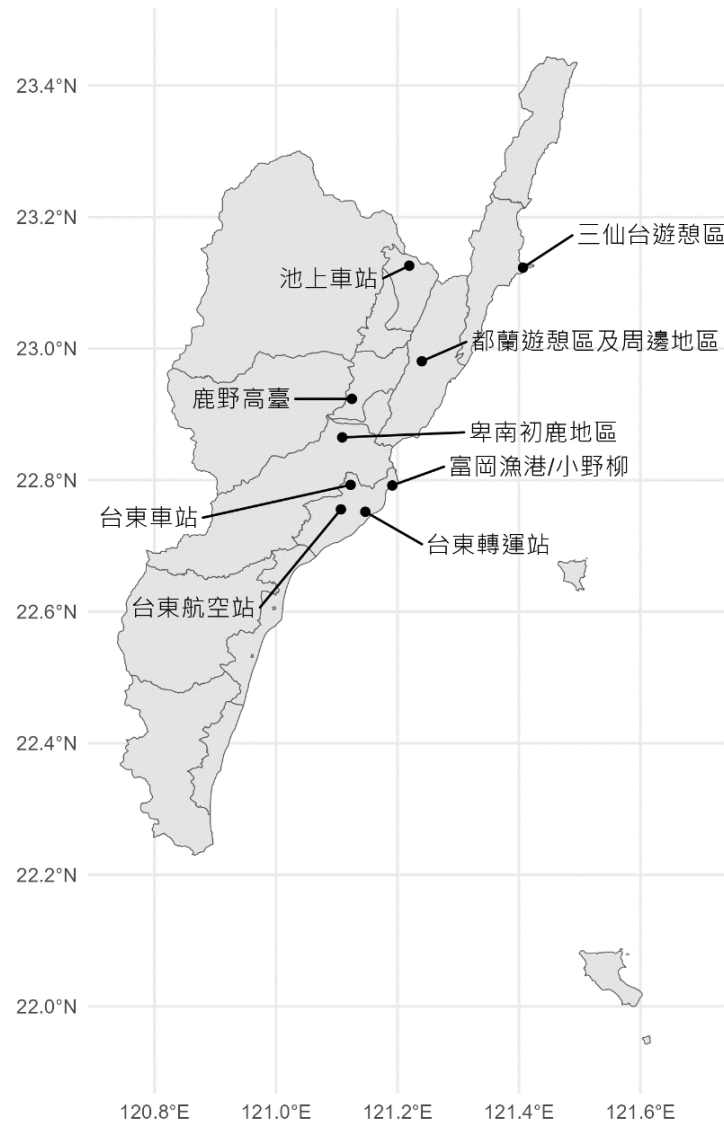 23.4°N
23.2°N
三仙台遊憩區
池上車站
23.0°N
都蘭遊憩區及周邊地區
鹿野高臺
卑南初鹿地區
22.8°N
富岡漁港/小野柳
台東車站
台東轉運站
22.6°N
台東航空站
22.4°N
22.2°N
22.0°N
120.8°E 121.0°E 121.2°E 121.4°E 121.6°E